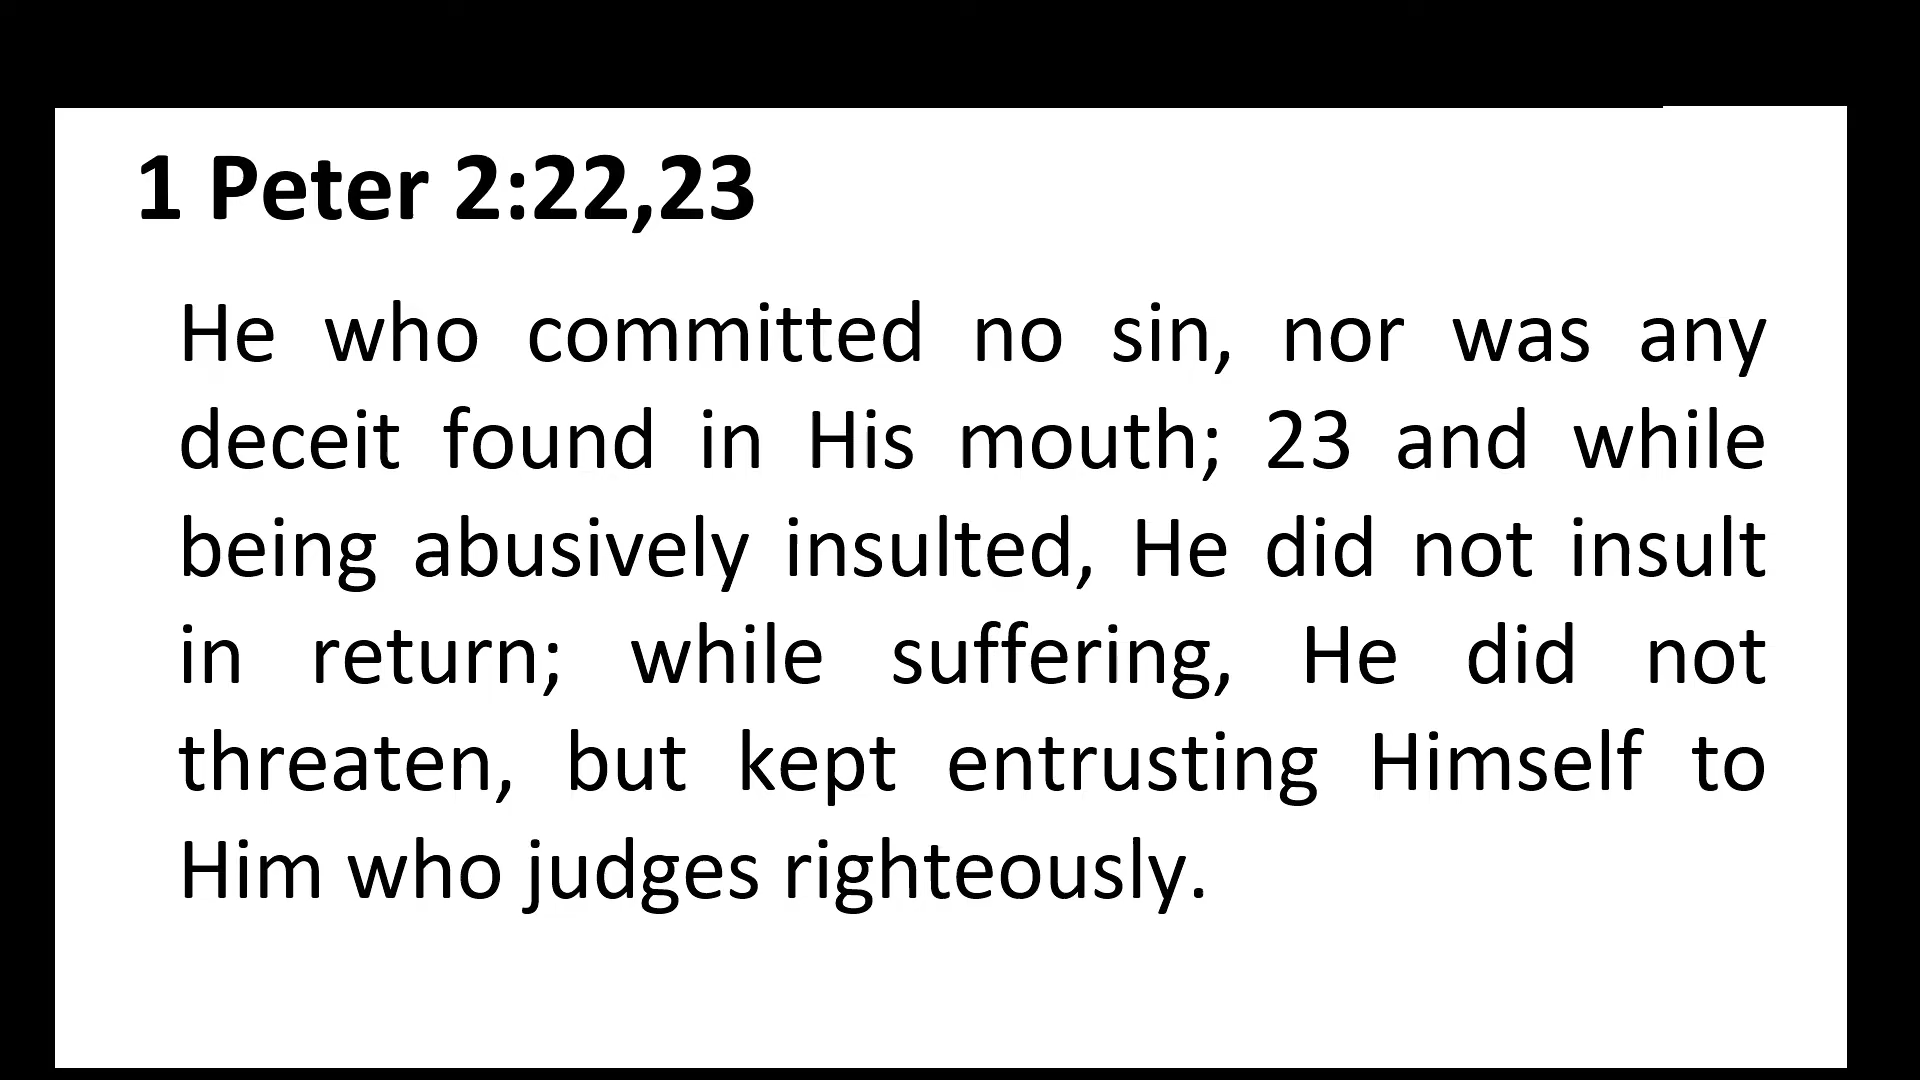 1 Peter 2:22,23
He who committed no sin, nor was any
deceit found in His mouth; 23 and while
being abusively insulted, He did not insult
in return; while suffering, He did not
threaten, but kept entrusting Himself to
Him who judges righteously.